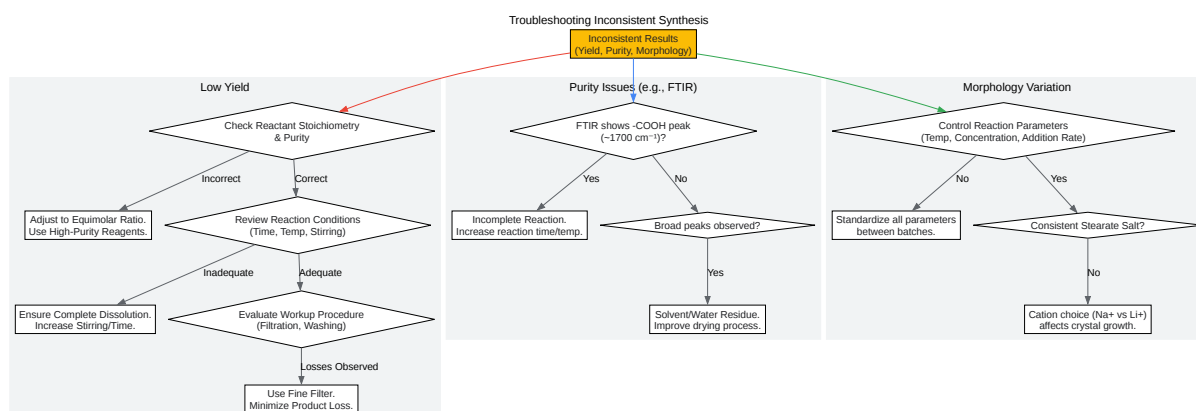 Troubleshooting Inconsistent Synthesis
Inconsistent Results
(Yield, Purity, Morphology)
Low Yield
Check Reactant Stoichiometry
& Purity
Incorrect
Correct
Adjust to Equimolar Ratio.
Use High-Purity Reagents.
Review Reaction Conditions
(Time, Temp, Stirring)
Inadequate
Adequate
Ensure Complete Dissolution.
Increase Stirring/Time.
Evaluate Workup Procedure
(Filtration, Washing)
Losses Observed
Use Fine Filter.
Minimize Product Loss.
Purity Issues (e.g., FTIR)
FTIR shows -COOH peak
(~1700 cm⁻¹)?
Yes
No
Incomplete Reaction.
Increase reaction time/temp.
Broad peaks observed?
Yes
Solvent/Water Residue.
Improve drying process.
Morphology Variation
Control Reaction Parameters
(Temp, Concentration, Addition Rate)
No
Yes
Standardize all parameters
between batches.
Consistent Stearate Salt?
No
Cation choice (Na+ vs Li+)
affects crystal growth.